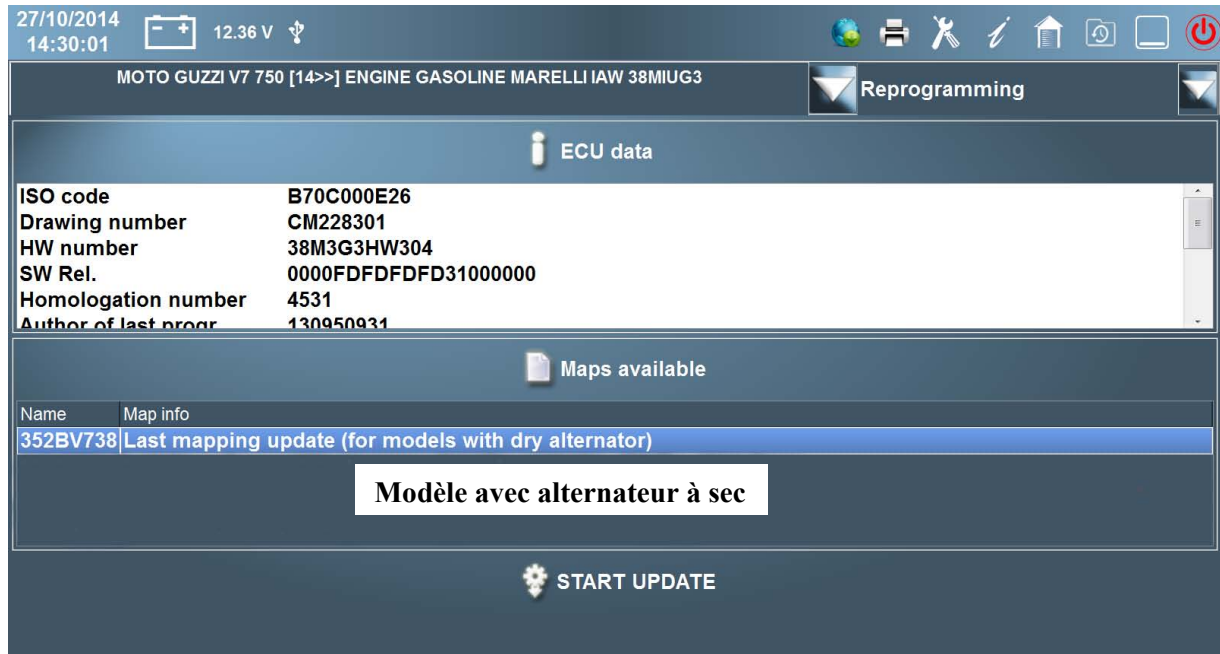 27/10/2014
14:30:01
- +
12.36 V
MOTO GUZZI V7 750 [14>>] ENGINE GASOLINE MARELLI IAW 38MIUG3
Reprogramming
ECU data
ISO code B70C000E26
Drawing number CM228301
HW number 38M3G3HW304
SW Rel. 0000FDFDFDFD31000000
Homologation number 4531
Author of last progr 130950931
Maps available
Name Map info
352BV738 Last mapping update (for models with dry alternator)
Modèle avec alternateur à sec
START UPDATE